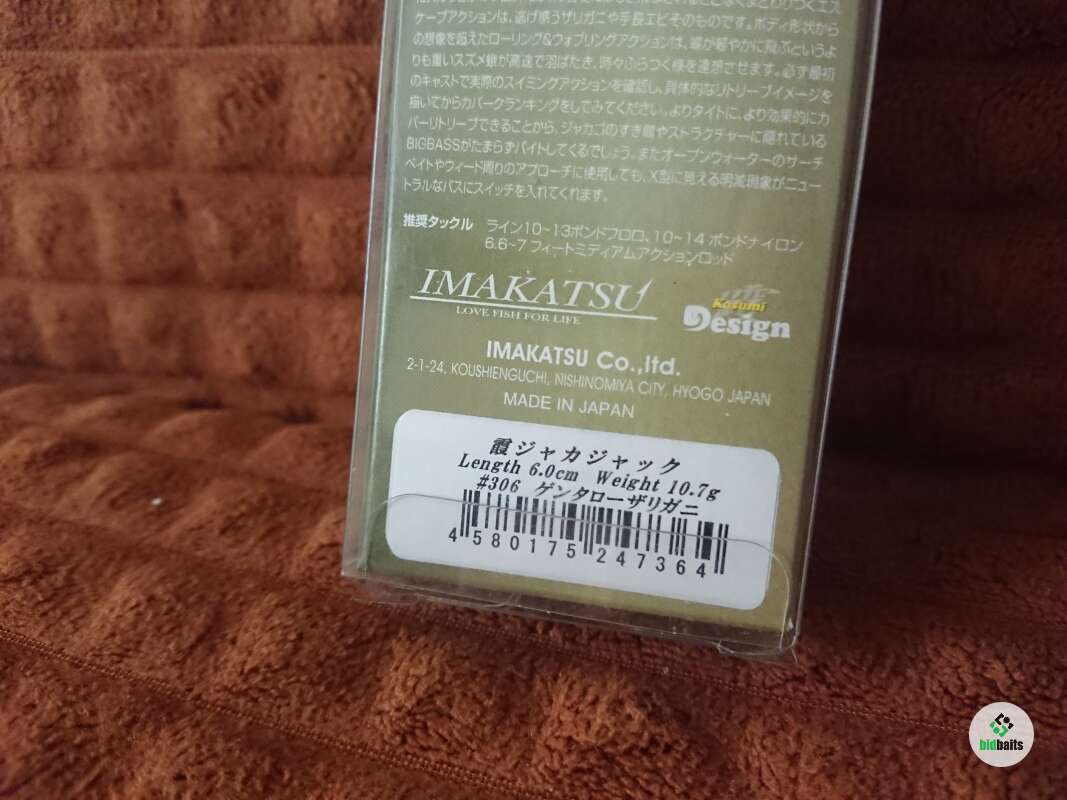 ケープアクションは、逃げ惑うザリガニや手長エビそのものです。ボディ形状から
の想像を超えたローリング&ウォブリングアクションは、蝶が軽やかに飛ぶというよ
りも重いスズメ蛾が高速で羽ばたき、時々ふらつく様を連想させます。必ず最初
のキャストで実際のスイミングアクションを確認し、具体的なリトリーブイメージを
描いてからカバークランキングをしてみてください。よりタイトに、より効果的にカ
バーリトリーブできることから、ジャカゴのすき間やストラクチャーに隠れている
BIGBASSがたまらずバイトしてくるでしょう。またオープンウォーターのサーチ
ベイトやウィード周りのアプローチに使用しても、X型に見える明滅現象がニュー
トラルなバスにスイッチを入れてくれます。
推奨タックル ライン10~13ポンドフロロ、10~14 ポンドナイロン
6.6~7 フィートミディアムアクションロッド
IMAKATSU
LOVE FISH FOR LIFE
Kasumi
Design
IMAKATSU Co.,ltd.
2-1-24, KOUSHIENGUCHI, NISHINOMIYA CITY, HYOGO JAPAN
MADE IN JAPAN
霞ジャカジャック
Length 6.0cm Weight 10.7g
#306 ゲンタローザリガニ
4 580175 247364
bidbaits